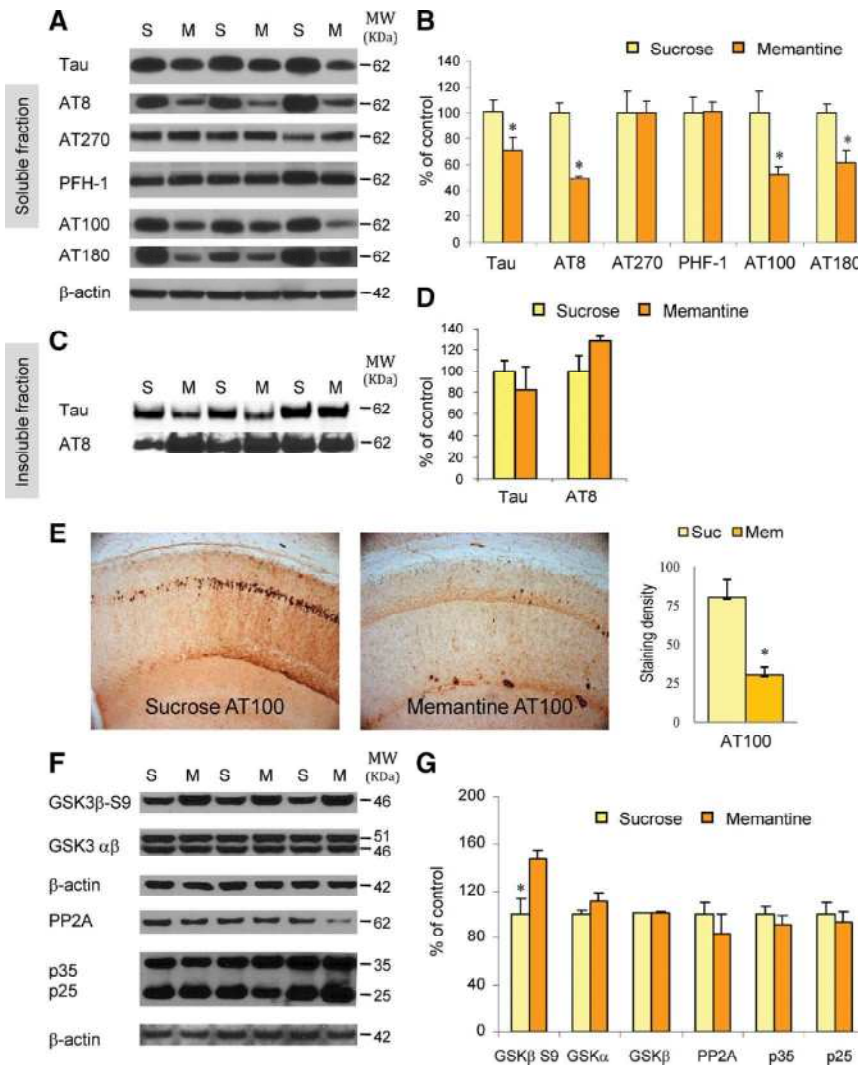 A
S M S M S M
MW
(KDa)
Soluble fraction
Tau
62
AT8
62
AT270
62
PFH-1
62
AT100
62
AT180
62
β-actin
42
B
Sucrose Memantine
% of control
140
120
100
80
60
40
20
0
* * * *
Tau AT8 AT270 PHF-1 AT100 AT180
C
S M S M S M
MW
(KDa)
Insoluble fraction
Tau
62
AT8
62
D
Sucrose Memantine
% of control
140
120
100
80
60
40
20
0
Tau AT8
E
Sucrose AT100
Memantine AT100
Suc Mem
Staining density
100
75
50
25
0
*
AT100
F
S M S M S M
MW
(KDa)
GSK3β-S9
46
GSK3 αβ
51
46
β-actin
42
PP2A
62
p35
35
p25
25
β-actin
42
G
Sucrose Memantine
% of control
200
160
120
80
40
0
*
GSKβ S9 GSKα GSKβ PP2A p35 p25